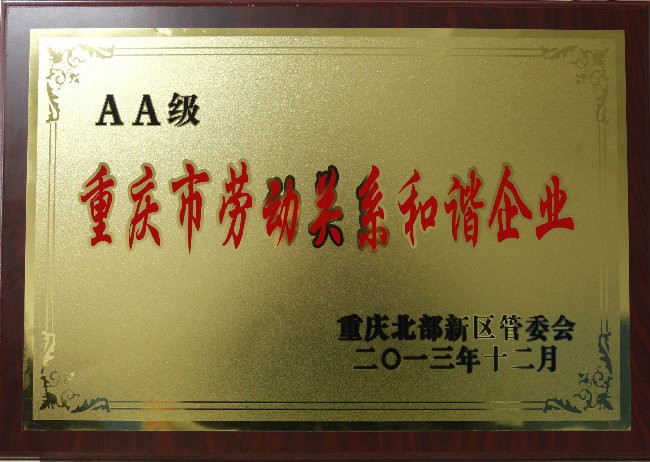 AA级
重庆市劳动关系和谐企业
重庆北部新区管委会
二〇一三年十二月